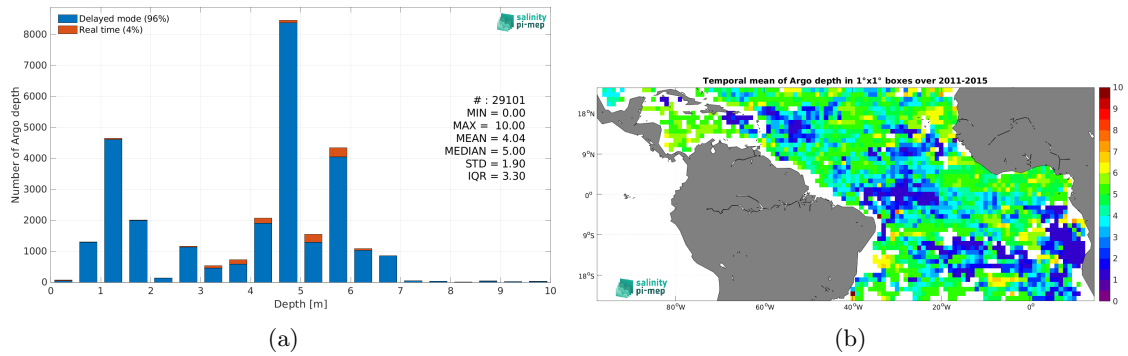 Delayed mode (96%)
Real time (4%)
salinity
pi-mep
8000
7000
6000
5000
4000
3000
2000
1000
0
Number of Argo depth
# : 29101
MIN = 0.00
MAX = 10.00
MEAN = 4.04
MEDIAN = 5.00
STD = 1.90
IQR = 3.30
0 1 2 3 4 5 6 7 8 9 10
Depth [m]
(a)
Temporal mean of Argo depth in 1°x1° boxes over 2011-2015
18°N
9°N
0°
9°S
18°S
80°W 60°W 40°W 20°W 0°
salinity
pi-mep
10
9
8
7
6
5
4
3
2
1
0
(b)